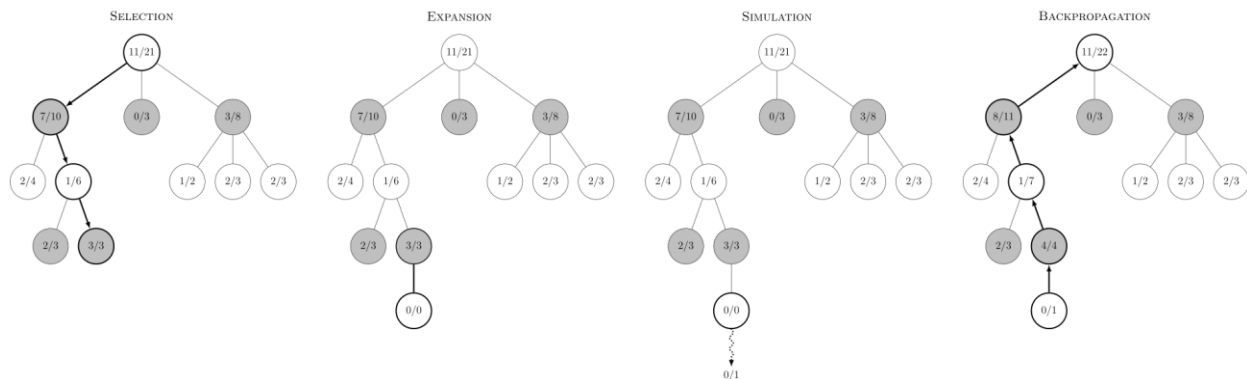 SELECTION EXPANSION SIMULATION BACKPROPAGATION
11/21 11/21 11/21 11/22
7/10 0/3 3/8 7/10 0/3 3/8 7/10 0/3 3/8 8/11 0/3 3/8
2/4 1/6 1/2 2/3 2/3 2/4 1/6 1/2 2/3 2/3 2/4 1/6 1/2 2/3 2/3 2/4 1/7 1/2 2/3 2/3
2/3 3/3 2/3 3/3 2/3 3/3 2/3 4/4
0/0 0/0 0/1
0/1